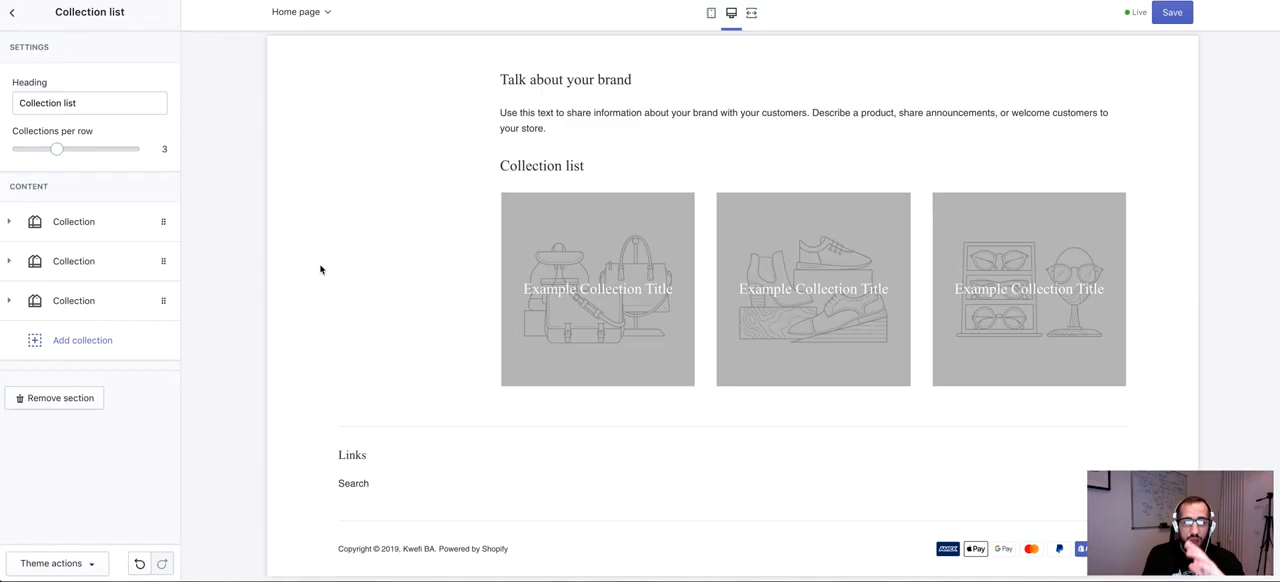 Collection list
Home page
Live
Save
SETTINGS
Heading
Collection list
Collections per row
3
CONTENT
Collection
Collection
Collection
Add collection
Remove section
Theme actions
Talk about your brand
Use this text to share information about your brand with your customers. Describe a product, share announcements, or welcome customers to
your store.
Collection list
Example Collection Title
Example Collection Title
Example Collection Title
Links
Search
Copyright © 2019, Kwefi BA. Powered by Shopify
Pay
G Pay